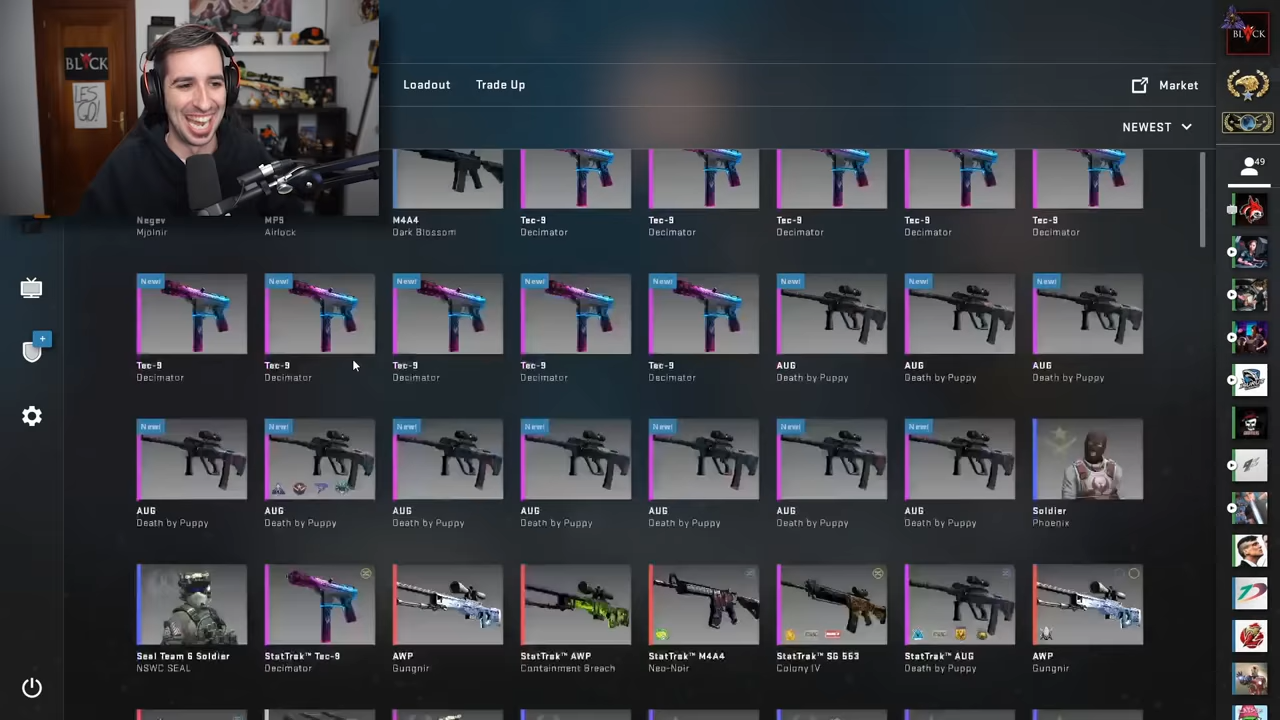 BLACK
LES
GO!
Loadout
Trade Up
Market
BLACK
NEWEST
49
Negev
Mjolnir
MP9
Airlock
M4A4
Dark Blossom
Tec-9
Decimator
Tec-9
Decimator
Tec-9
Decimator
Tec-9
Decimator
Tec-9
Decimator
New!
Tec-9
Decimator
New!
Tec-9
Decimator
New!
Tec-9
Decimator
New!
Tec-9
Decimator
New!
Tec-9
Decimator
New!
AUG
Death by Puppy
New!
AUG
Death by Puppy
New!
AUG
Death by Puppy
New!
AUG
Death by Puppy
New!
AUG
Death by Puppy
New!
AUG
Death by Puppy
New!
AUG
Death by Puppy
New!
AUG
Death by Puppy
New!
AUG
Death by Puppy
New!
AUG
Death by Puppy
Soldier
Phoenix
Seal Team 6 Soldier
NSWC SEAL
StatTrak™ Tec-9
Decimator
AWP
Gungnir
StatTrak™ AWP
Containment Breach
StatTrak™ M4A4
Neo-Noir
StatTrak™ SG 553
Colony IV
StatTrak™ AUG
Death by Puppy
AWP
Gungnir